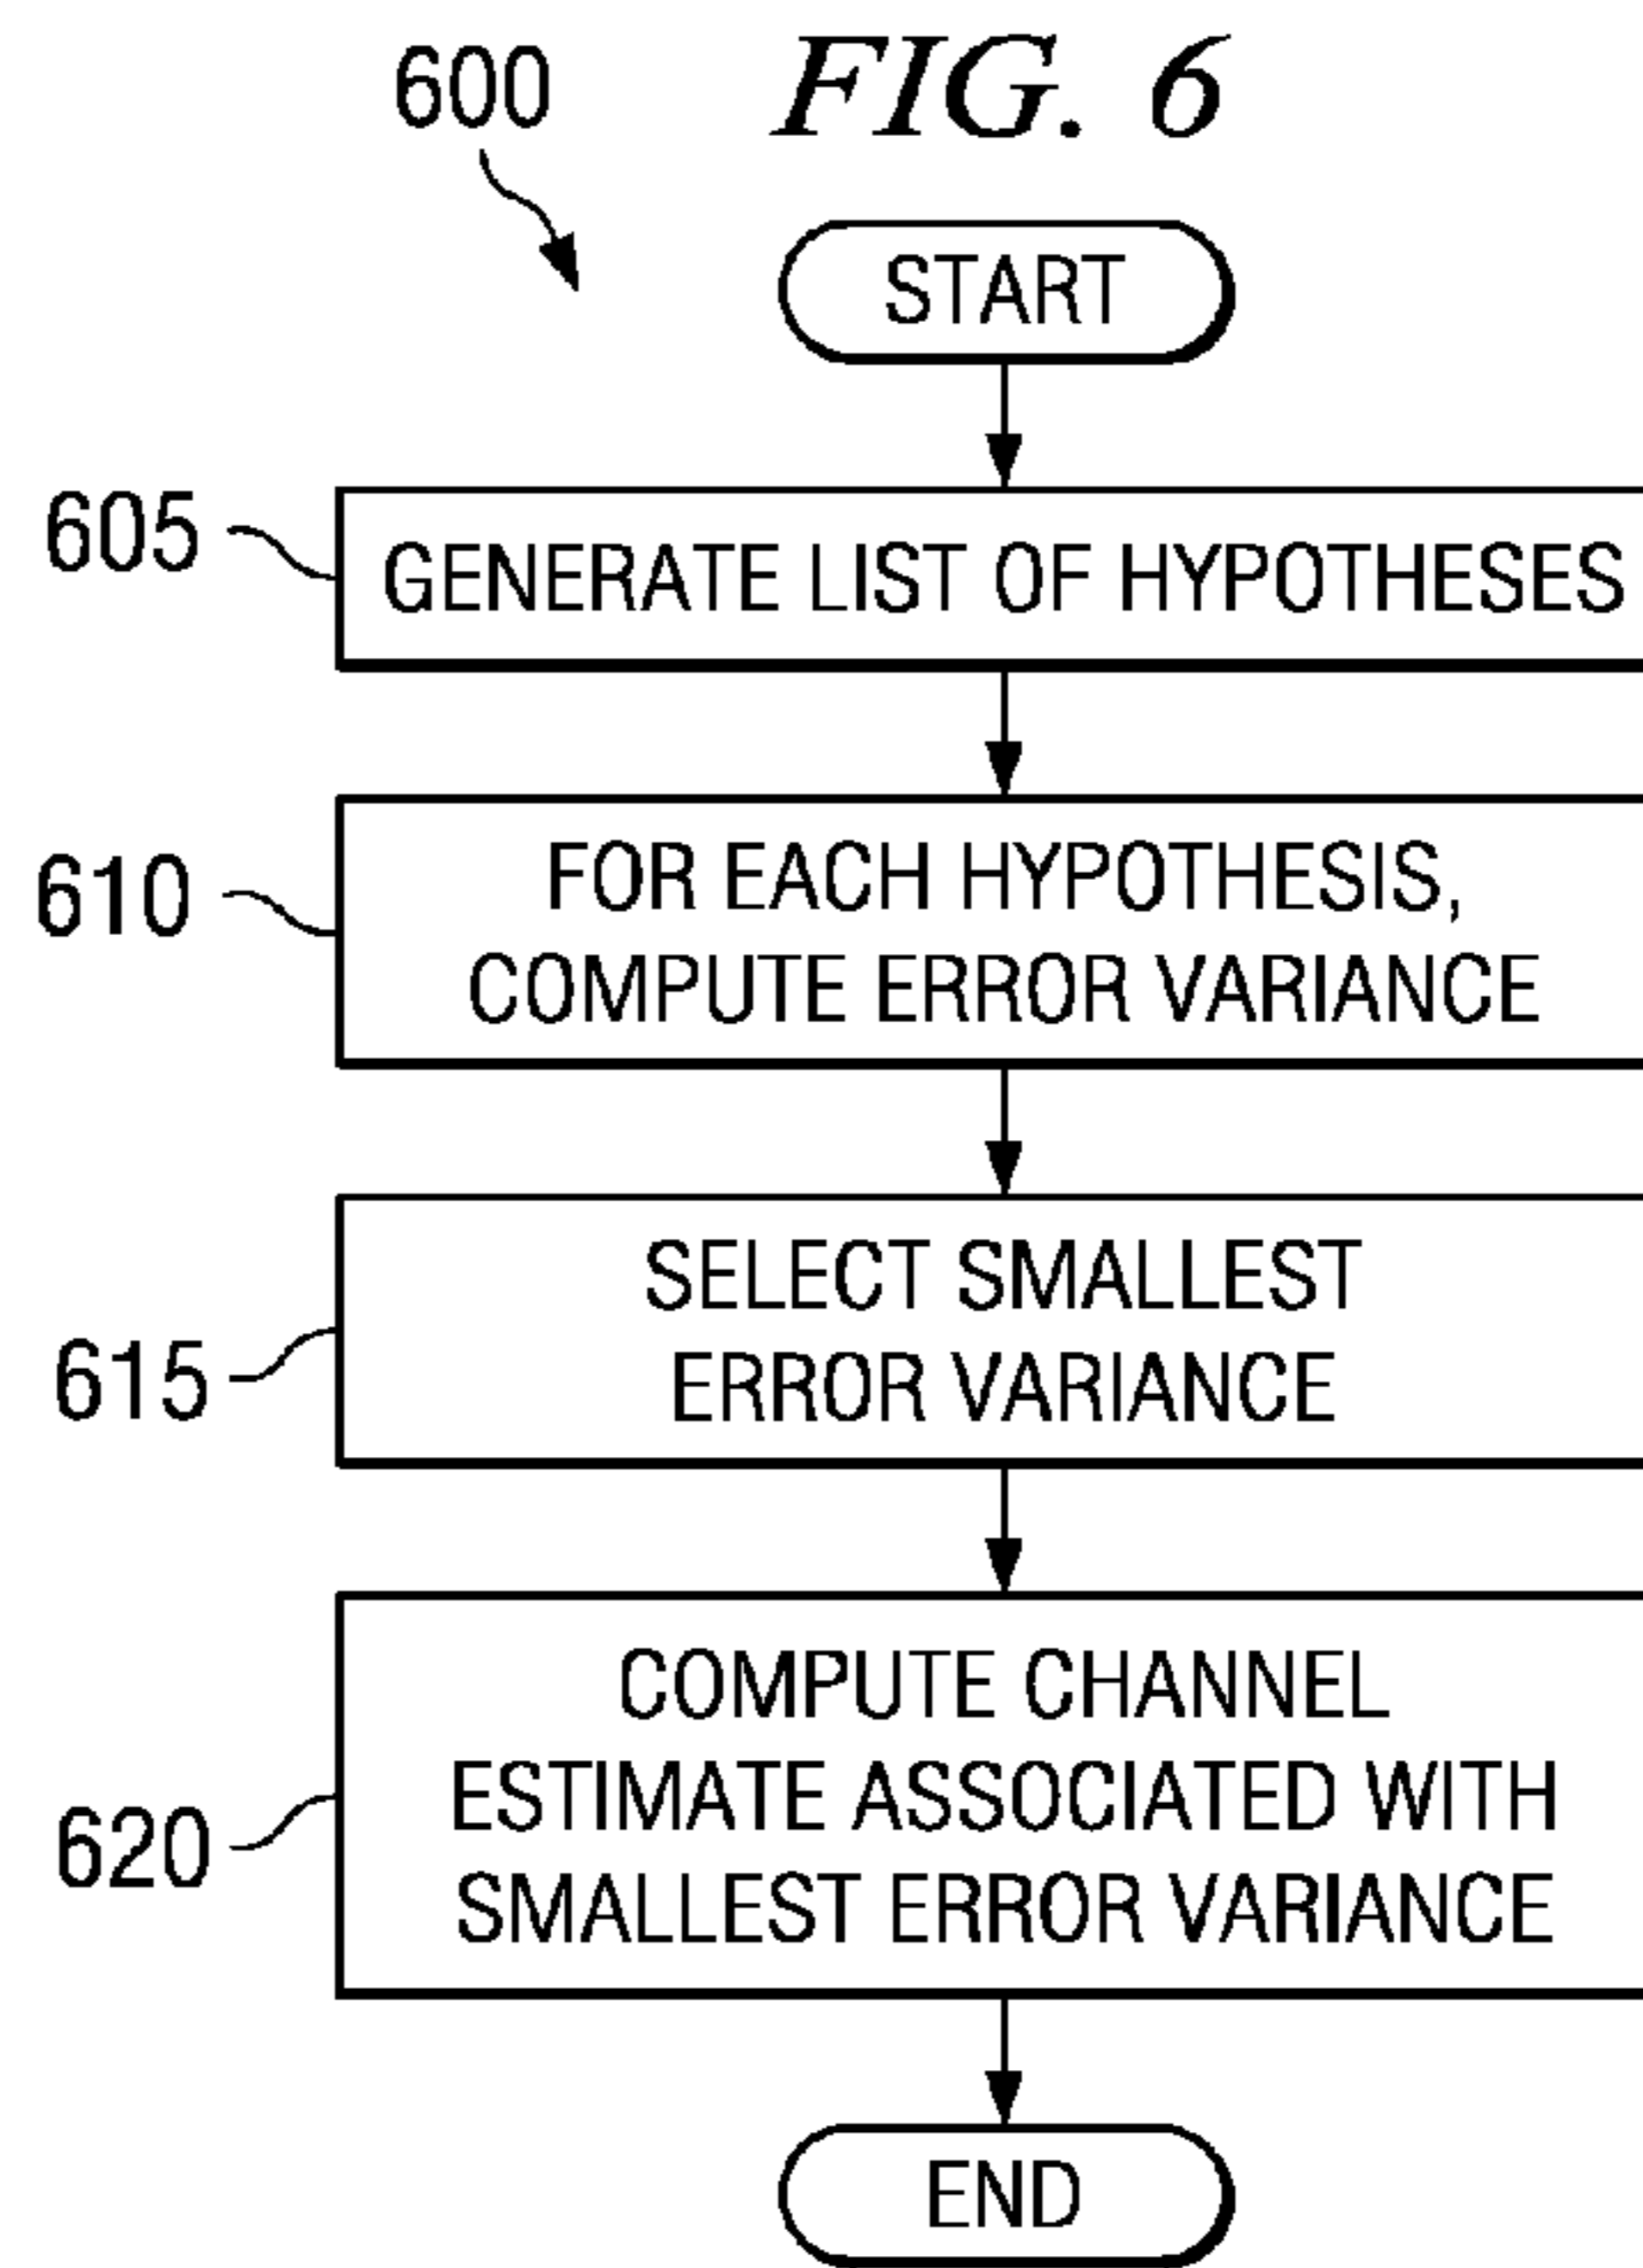 600
FIG. 6
START
605
GENERATE LIST OF HYPOTHESES
610
FOR EACH HYPOTHESIS,
COMPUTE ERROR VARIANCE
615
SELECT SMALLEST
ERROR VARIANCE
620
COMPUTE CHANNEL
ESTIMATE ASSOCIATED WITH
SMALLEST ERROR VARIANCE
END